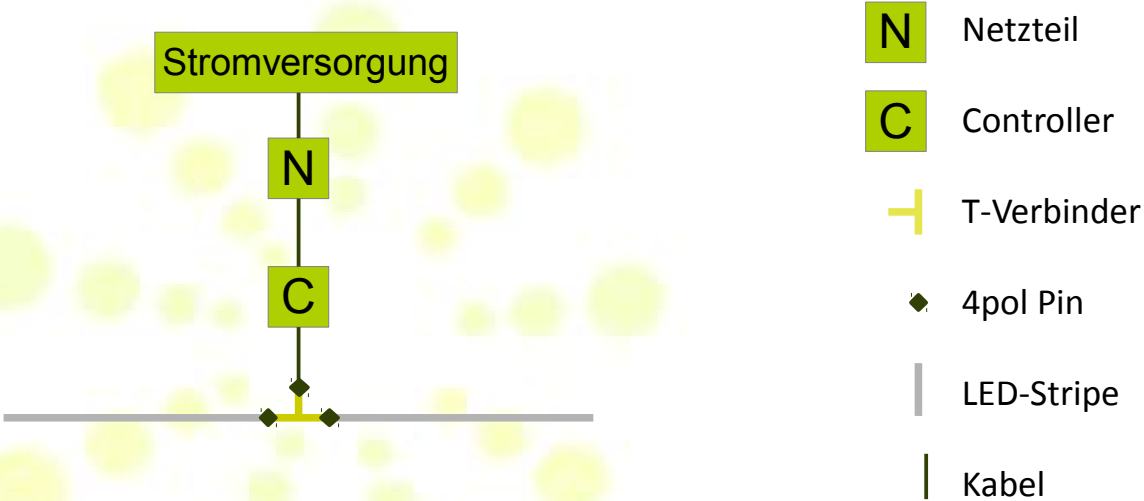 Stromversorgung
N
C
N Netzteil
C Controller
T-Verbinder
4pol Pin
LED-Stripe
Kabel